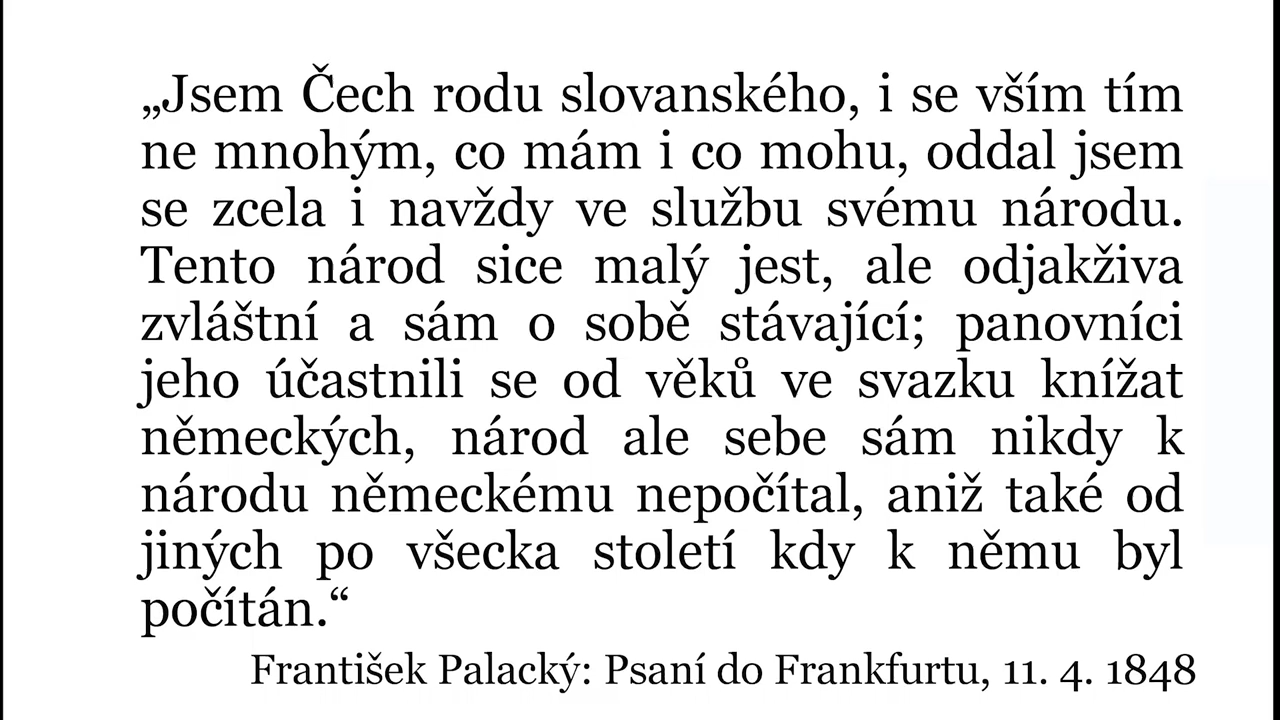 „Jsem Čech rodu slovanského, i se vším tím
ne mnohým, co mám i co mohu, oddal jsem
se zcela i navždy ve službu svému národu.
Tento národ sice malý jest, ale odjakživa
zvláštní a sám o sobě stávající; panovníci
jeho účastnili se od věků ve svazku knížat
německých, národ ale sebe sám nikdy k
národu německému nepočítal, aniž také od
jiných po všecka století kdy k němu byl
počítán.“
František Palacký: Psaní do Frankfurtu, 11. 4. 1848